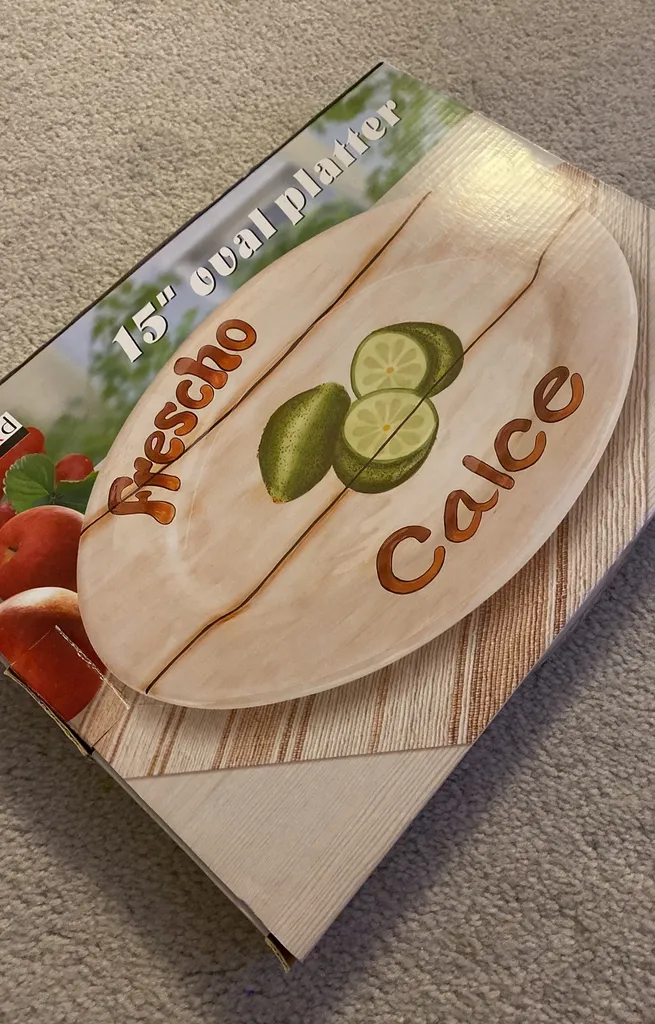 15" oval platter
frescho
Calce